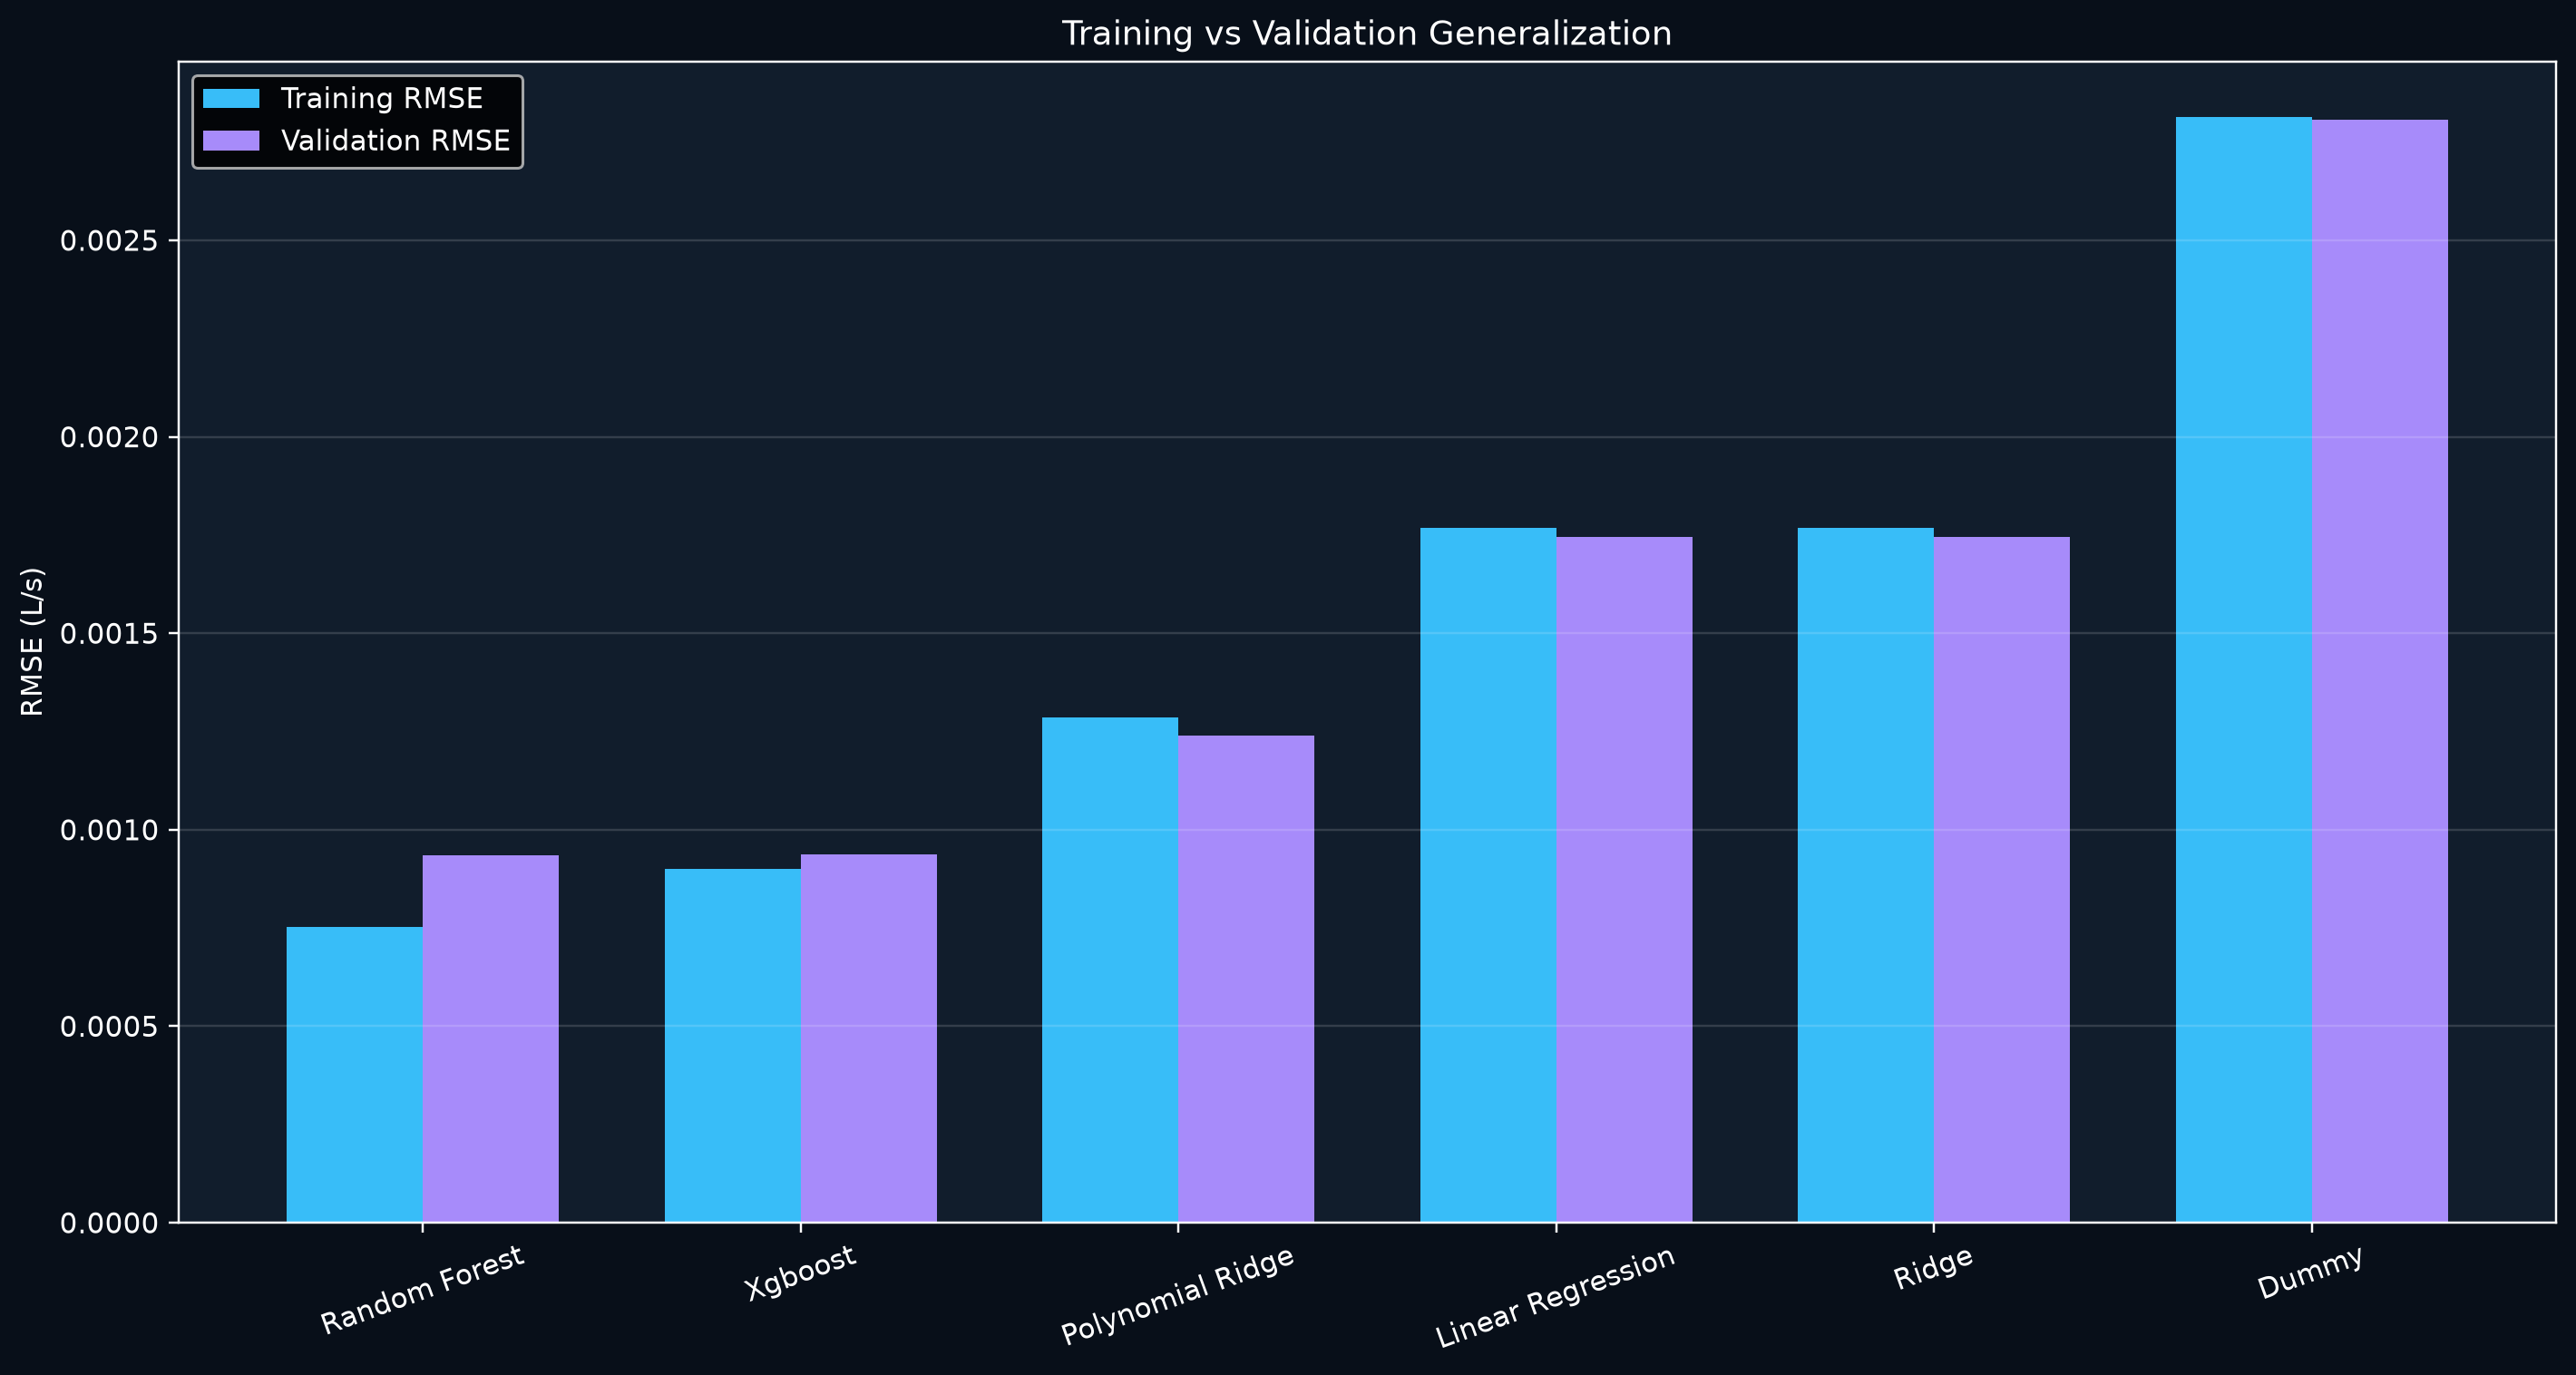 Training vs Validation Generalization
Training RMSE
Validation RMSE
RMSE (L/s)
0.0025
0.0020
0.0015
0.0010
0.0005
0.0000
Random Forest
Xgboost
Polynomial Ridge
Linear Regression
Ridge
Dummy